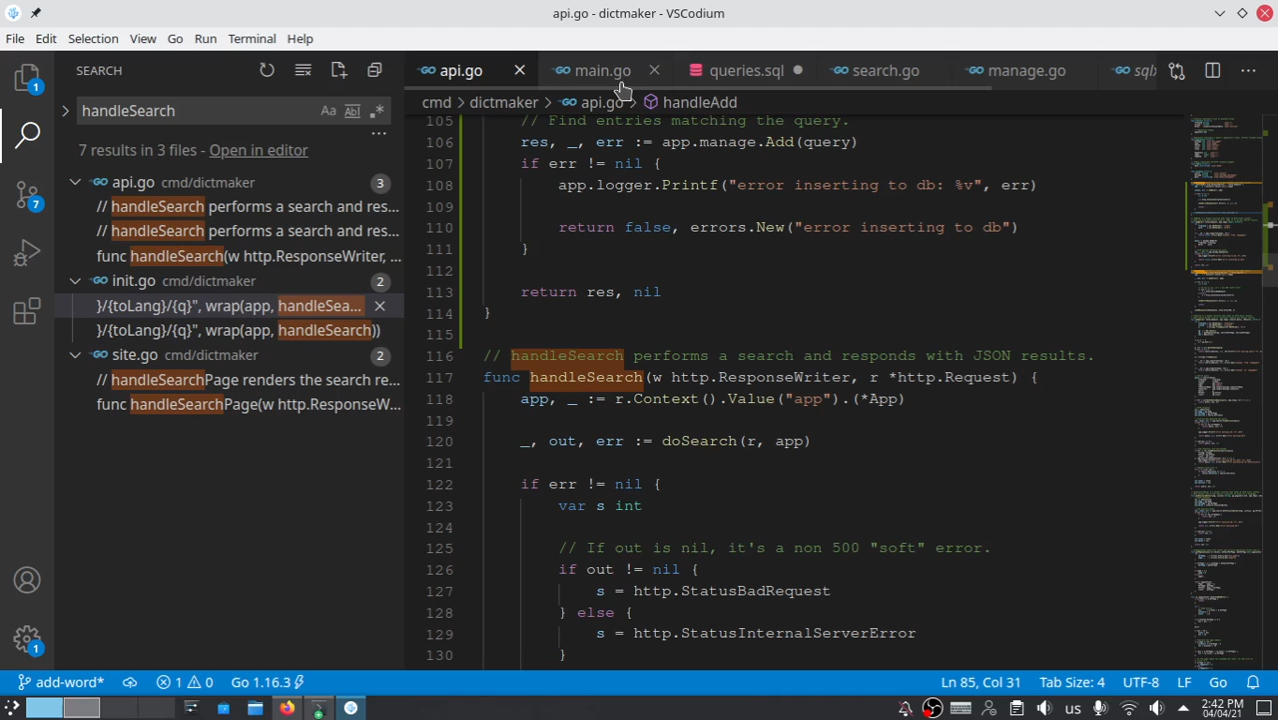 api.go - dictmaker - VSCodium
File Edit Selection View Go Run Terminal Help
SEARCH
handleSearch
Aa Abl .*
7 results in 3 files - Open in editor
api.go cmd/dictmaker 3
// handleSearch performs a search and res...
// handleSearch performs a search and res...
func handleSearch(w http.ResponseWriter, ...
init.go cmd/dictmaker 2
}/{toLang}/{q}", wrap(app, handleSea...
}/{toLang}/{q}", wrap(app, handleSearch))
site.go cmd/dictmaker 2
// handleSearchPage renders the search re...
func handleSearchPage(w http.ResponseW...
api.go main.go queries.sql search.go manage.go sqlx
cmd > dictmaker > api.go > handleAdd
105 // Find entries matching the query.
106 res, _, err := app.manage.Add(query)
107 if err != nil {
108 app.logger.Printf("error inserting to db: %v", err)
109
110 return false, errors.New("error inserting to db")
111 }
112
113 return res, nil
114 }
115
116 // handleSearch performs a search and responds with JSON results.
117 func handleSearch(w http.ResponseWriter, r *http.Request) {
118 app, _ := r.Context().Value("app").(*App)
119
120 _, out, err := doSearch(r, app)
121
122 if err != nil {
123 var s int
124
125 // If out is nil, it's a non 500 "soft" error.
126 if out != nil {
127 s = http.StatusBadRequest
128 } else {
129 s = http.StatusInternalServerError
130 }
7
1
add-word* 1 0 Go 1.16.3
Ln 85, Col 31 Tab Size: 4 UTF-8 LF Go
us
2:42 PM
04/04/21